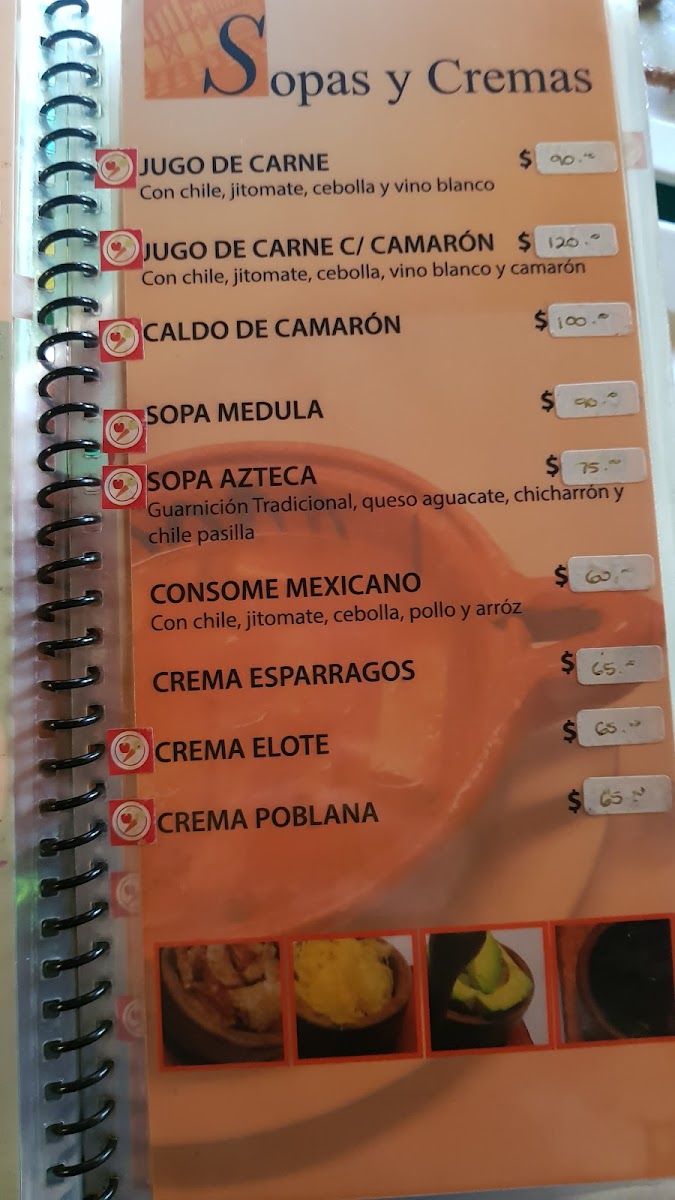 Sopas y Cremas
JUGO DE CARNE $ 90.00
Con chile, jitomate, cebolla y vino blanco
JUGO DE CARNE C/ CAMARÓN $ 120.00
Con chile, jitomate, cebolla, vino blanco y camarón
CALDO DE CAMARÓN $ 100.00
SOPA MEDULA $ 90.00
SOPA AZTECA $ 75.00
Guarnición Tradicional, queso aguacate, chicharrón y
chile pasilla
CONSOME MEXICANO $ 60.00
Con chile, jitomate, cebolla, pollo y arróz
CREMA ESPARRAGOS $ 65.00
CREMA ELOTE $ 65.00
CREMA POBLANA $ 65.00